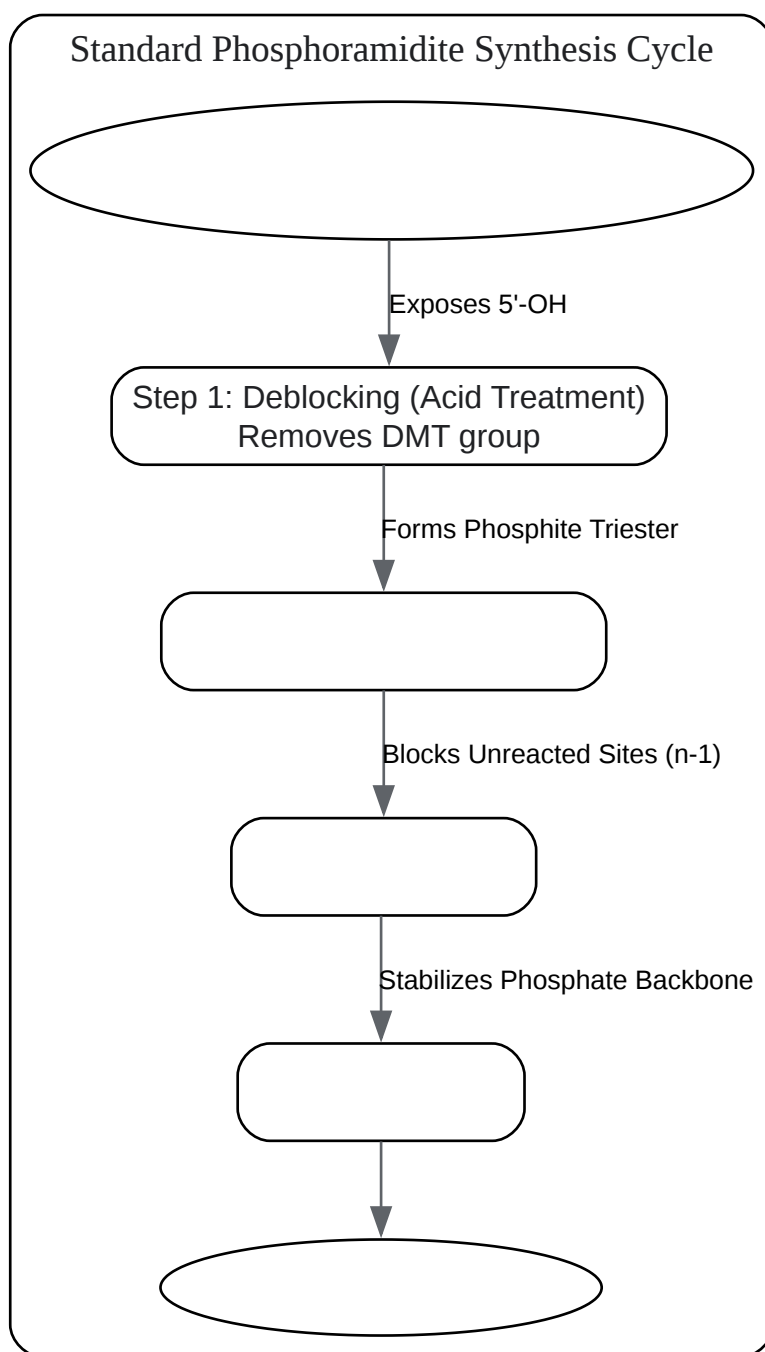 Standard Phosphoramidite Synthesis Cycle
Exposes 5'-OH
Step 1: Deblocking (Acid Treatment)
Removes DMT group
Forms Phosphite Triester
Blocks Unreacted Sites (n-1)
Stabilizes Phosphate Backbone